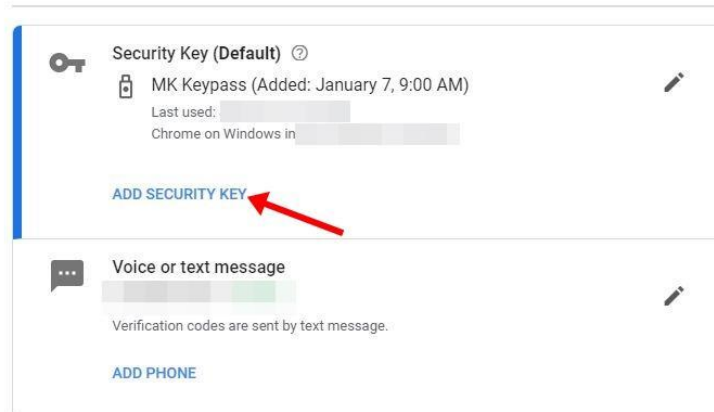 Security Key (Default) ?
MK Keypass (Added: January 7, 9:00 AM)
Last used:
Chrome on Windows in
ADD SECURITY KEY
Voice or text message
Verification codes are sent by text message.
ADD PHONE